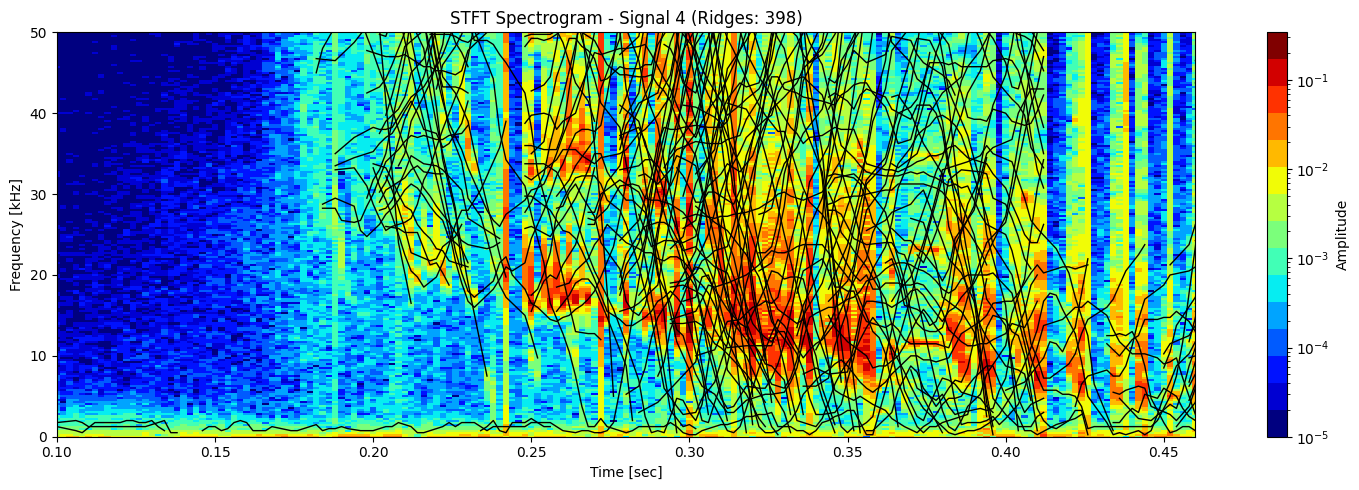 STFT Spectrogram - Signal 4 (Ridges: 398)
Frequency [kHz]
50
40
30
20
10
0
0.10 0.15 0.20 0.25 0.30 0.35 0.40 0.45
Time [sec]
10⁻¹
10⁻²
10⁻³
10⁻⁴
10⁻⁵
Amplitude